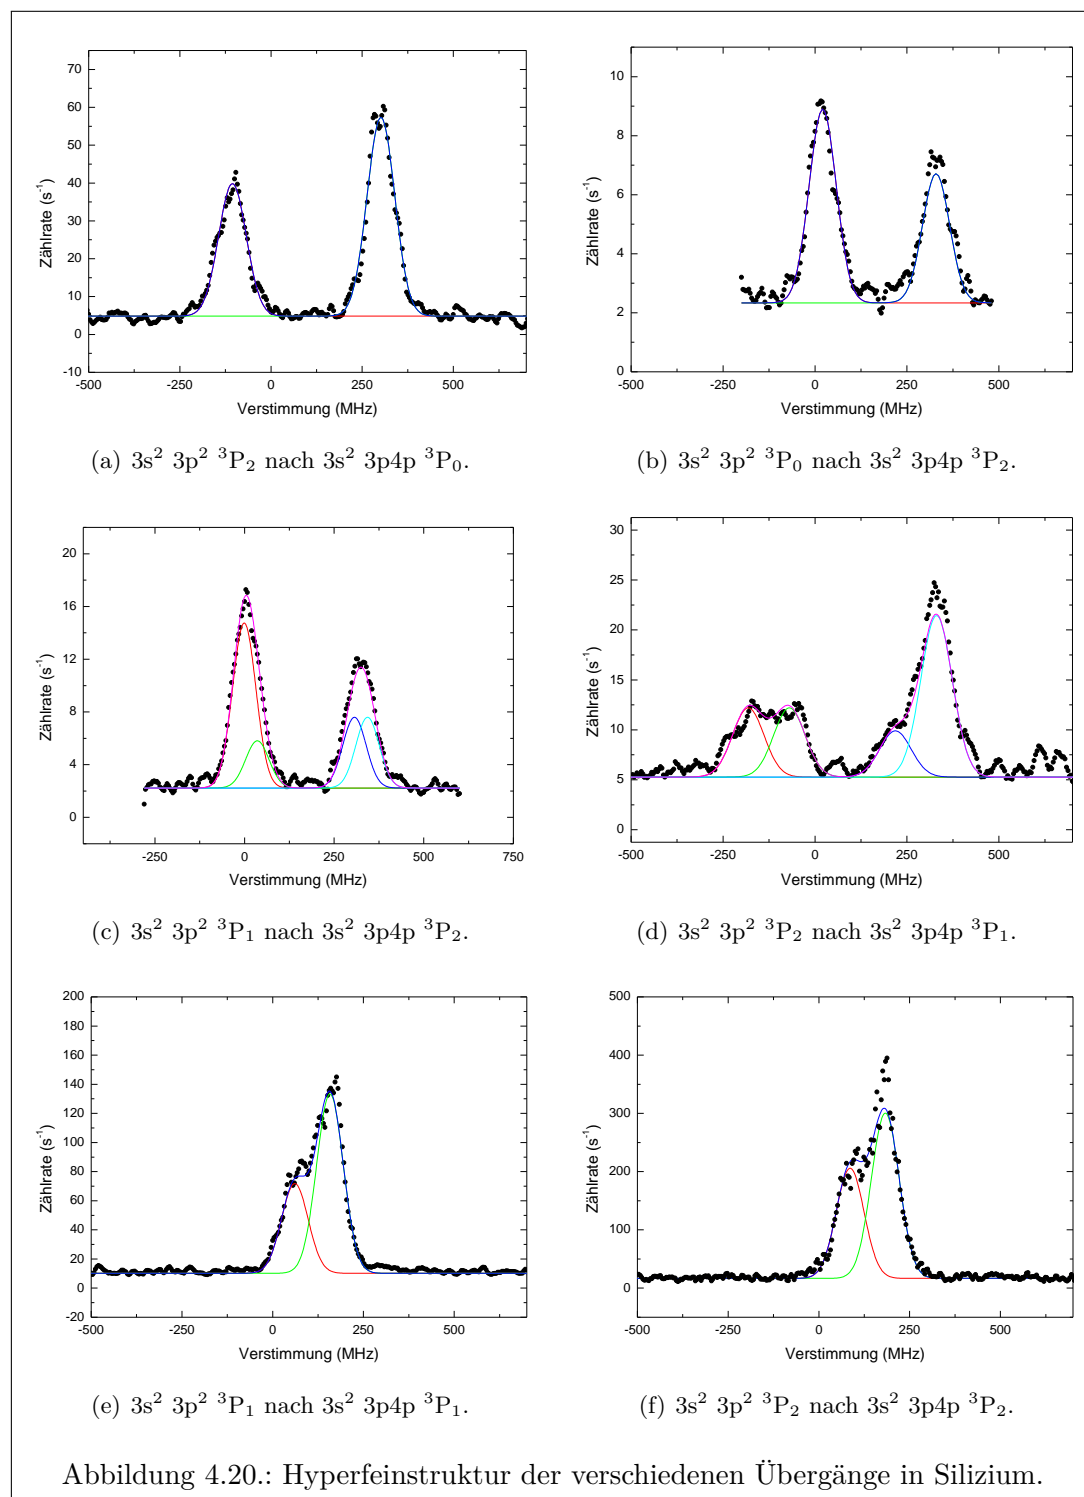 70
60
50
40
30
20
10
0
-10
-500 -250 0 250 500
Zählrate (s⁻¹)
Verstimmung (MHz)
(a) 3s² 3p² ³P₂ nach 3s² 3p4p ³P₀.
10
8
6
4
2
0
-500 -250 0 250 500
Zählrate (s⁻¹)
Verstimmung (MHz)
(b) 3s² 3p² ³P₀ nach 3s² 3p4p ³P₂.
20
16
12
8
4
0
-250 0 250 500 750
Zählrate (s⁻¹)
Verstimmung (MHz)
(c) 3s² 3p² ³P₁ nach 3s² 3p4p ³P₂.
30
25
20
15
10
5
0
-500 -250 0 250 500
Zählrate (s⁻¹)
Verstimmung (MHz)
(d) 3s² 3p² ³P₂ nach 3s² 3p4p ³P₁.
200
180
160
140
120
100
80
60
40
20
0
-20
-500 -250 0 250 500
Zählrate (s⁻¹)
Verstimmung (MHz)
(e) 3s² 3p² ³P₁ nach 3s² 3p4p ³P₁.
500
400
300
200
100
0
-500 -250 0 250 500
Zählrate (s⁻¹)
Verstimmung (MHz)
(f) 3s² 3p² ³P₂ nach 3s² 3p4p ³P₂.
Abbildung 4.20.: Hyperfeinstruktur der verschiedenen Übergänge in Silizium.